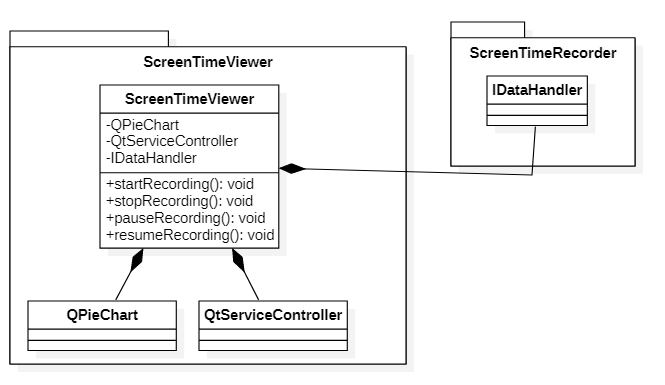 ScreenTimeViewer
ScreenTimeViewer
-QPieChart
-QtServiceController
-IDataHandler
+startRecording(): void
+stopRecording(): void
+pauseRecording(): void
+resumeRecording(): void
QPieChart
QtServiceController
ScreenTimeRecorder
IDataHandler